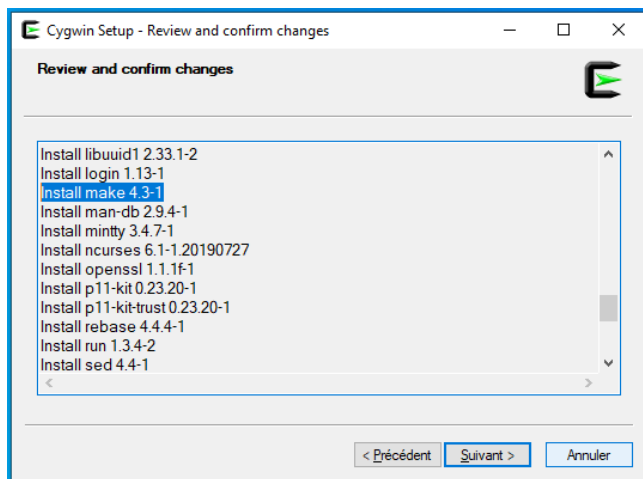 Cygwin Setup - Review and confirm changes
Review and confirm changes
Install libuuid1 2.33.1-2
Install login 1.13-1
Install make 4.3-1
Install man-db 2.9.4-1
Install mintty 3.4.7-1
Install ncurses 6.1-1.20190727
Install openssl 1.1.1f-1
Install p11-kit 0.23.20-1
Install p11-kit-trust 0.23.20-1
Install rebase 4.4.4-1
Install run 1.3.4-2
Install sed 4.4-1
< Précédent Suivant > Annuler